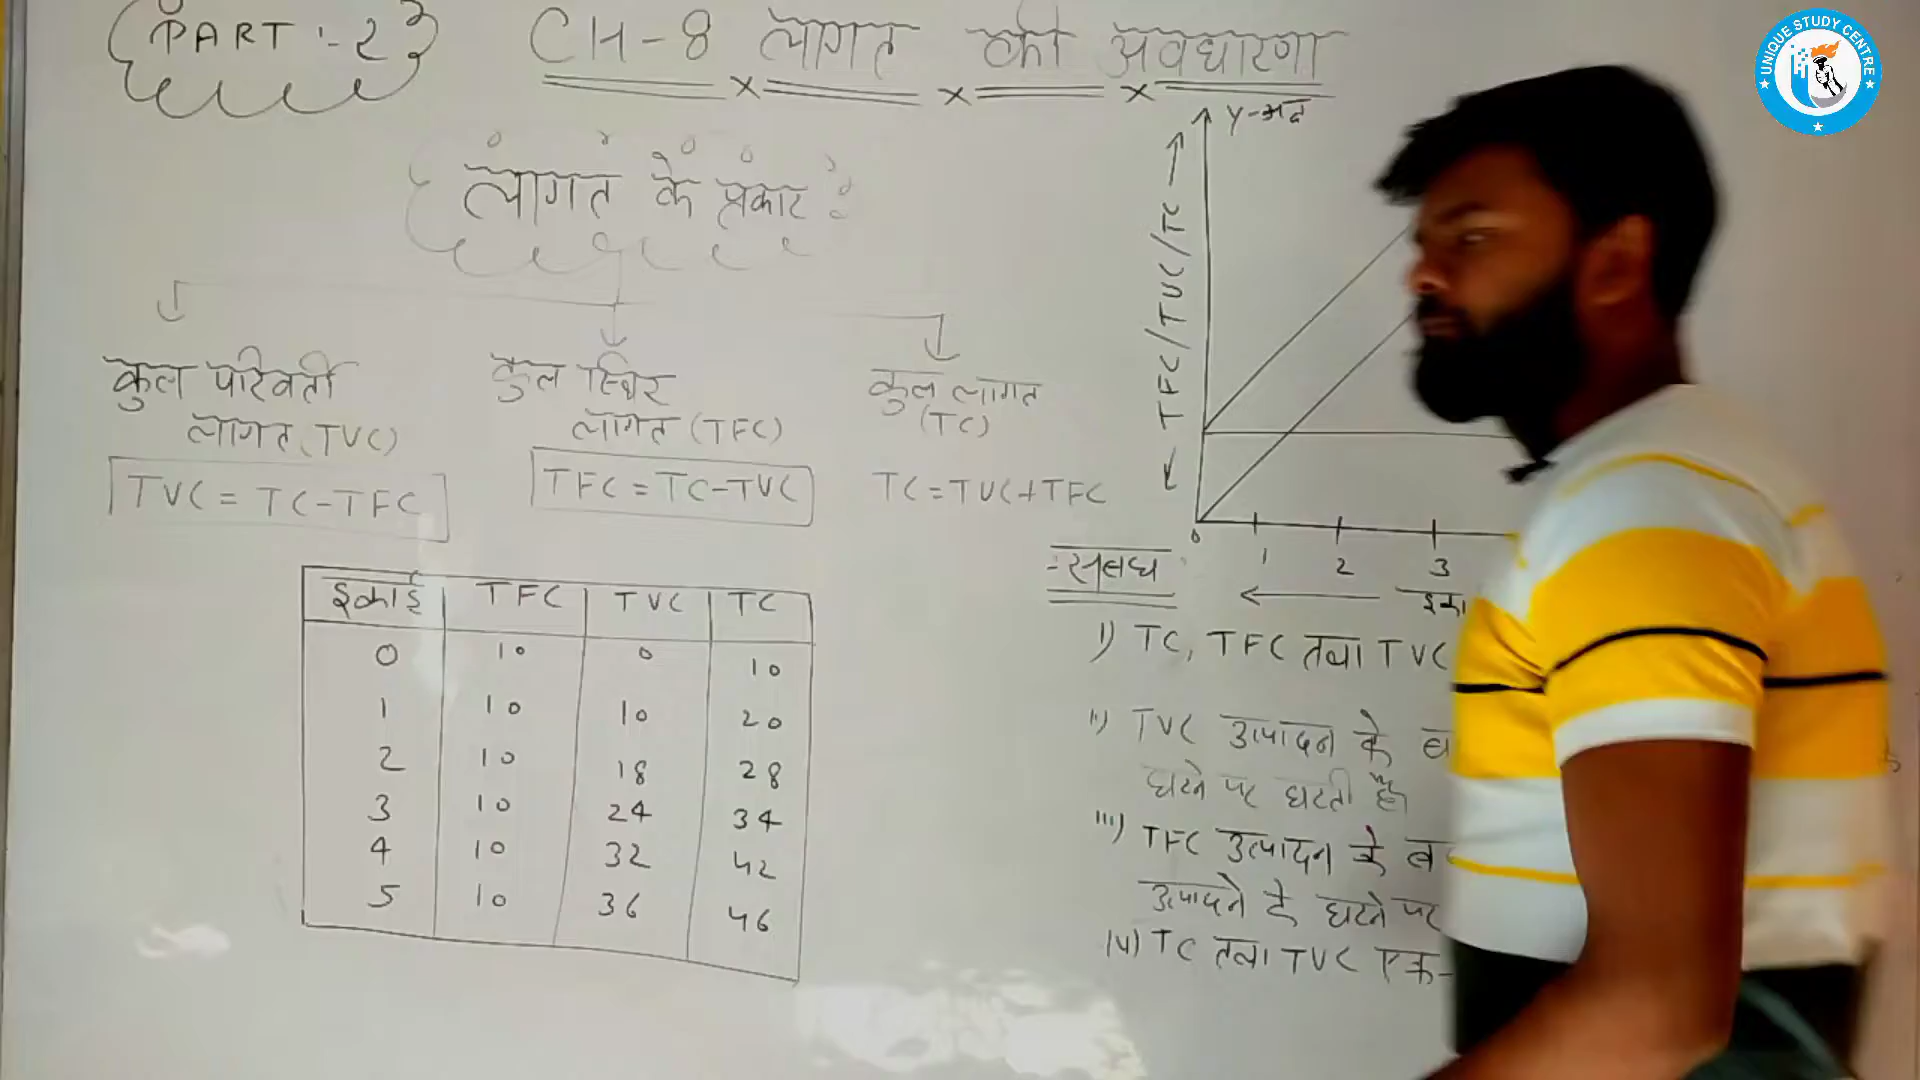 PART :- 2
CH-8 लागत की अवधारणा
लागत के प्रकार :
कुल परिवर्ती
लागत (TVC)
TVC = TC-TFC
कुल स्थिर
लागत (TFC)
TFC = TC-TVC
कुल लागत
(TC)
TC = TVC+TFC
इकाई TFC TVC TC
0 10 0 10
1 10 10 20
2 10 18 28
3 10 24 34
4 10 32 42
5 10 36 46
Y-अक्ष
TFC/TVC/TC
0 1 2 3
संबंध
i) TC, TFC तथा TVC
ii) TVC उत्पादन के
घटने पर घटती है
iii) TFC उत्पादन के
उत्पादन के घटने पर
iv) TC तथा TVC एक-
UNIQUE STUDY CENTRE